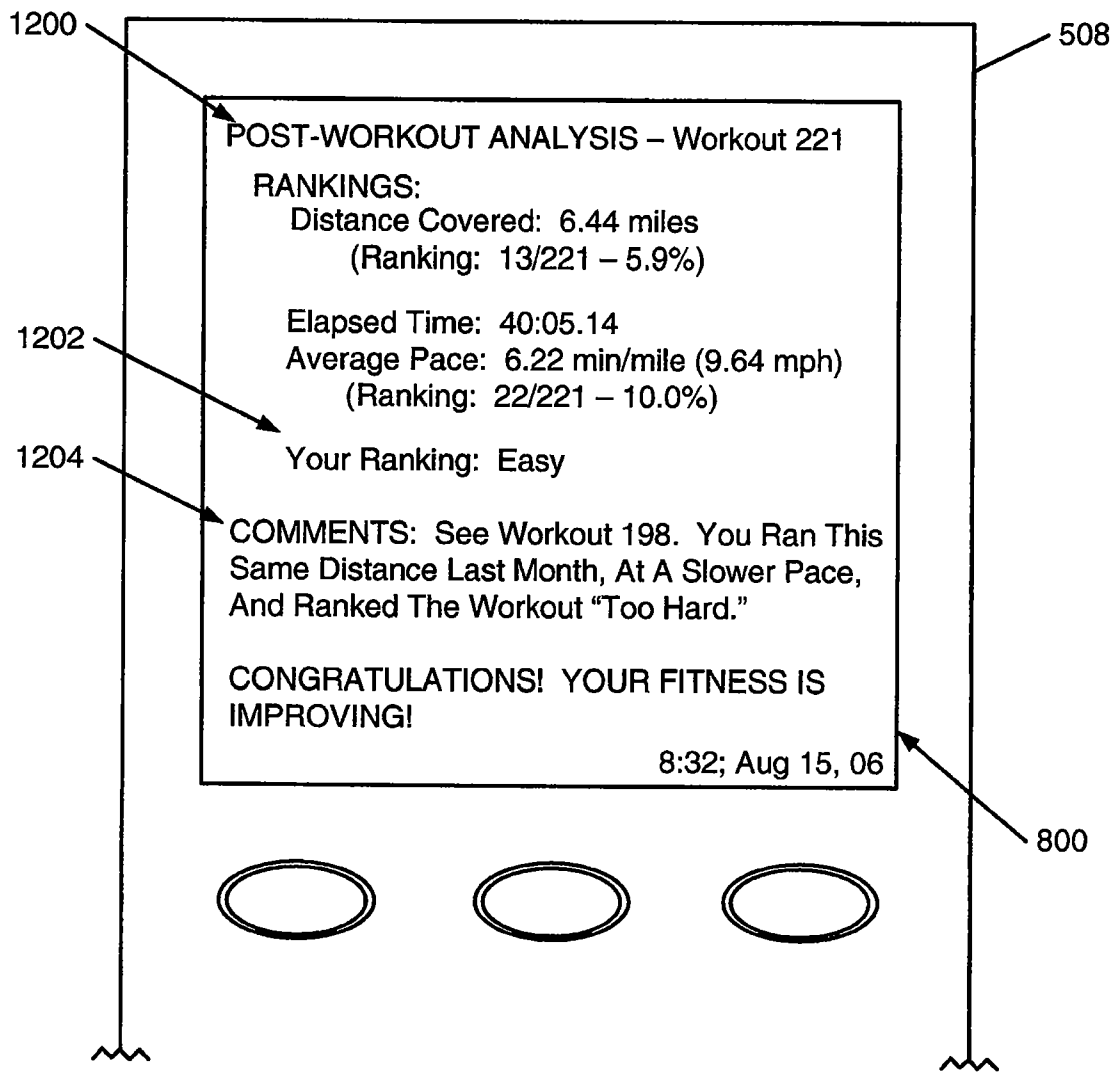 1200
508
POST-WORKOUT ANALYSIS – Workout 221
RANKINGS:
Distance Covered: 6.44 miles
(Ranking: 13/221 – 5.9%)
Elapsed Time: 40:05.14
1202
Average Pace: 6.22 min/mile (9.64 mph)
(Ranking: 22/221 – 10.0%)
1204
Your Ranking: Easy
COMMENTS: See Workout 198. You Ran This
Same Distance Last Month, At A Slower Pace,
And Ranked The Workout “Too Hard.”
CONGRATULATIONS! YOUR FITNESS IS
IMPROVING!
8:32; Aug 15, 06
800